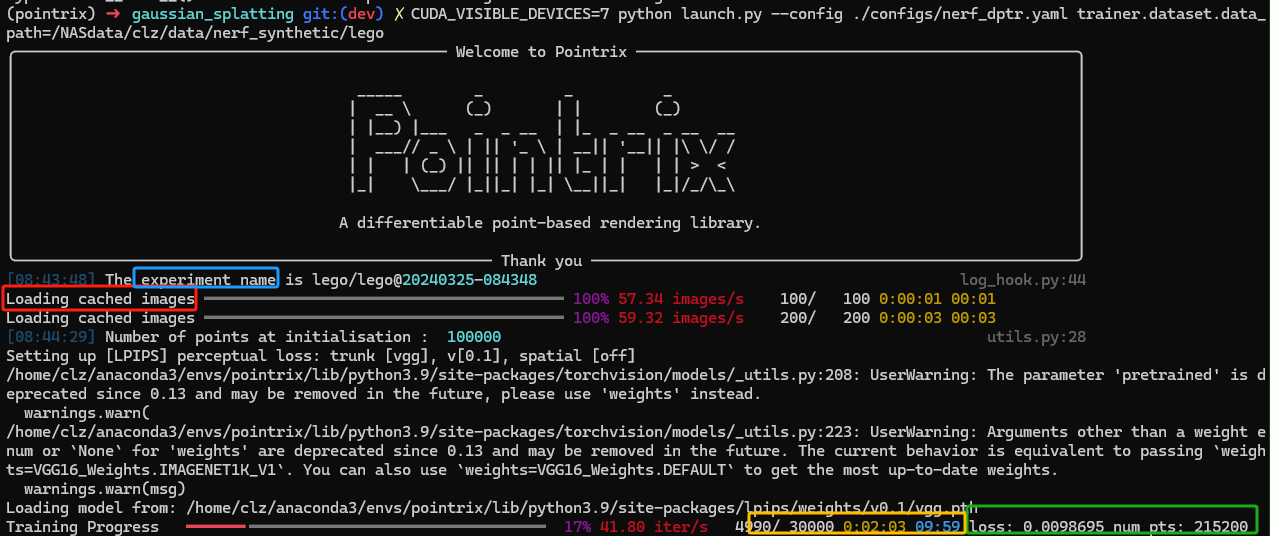 (pointrix) → gaussian_splatting git:(dev) ✗ CUDA_VISIBLE_DEVICES=7 python launch.py --config ./configs/nerf_dptr.yaml trainer.dataset.data_
path=/NASdata/clz/data/nerf_synthetic/lego
Welcome to Pointrix
Pointrix
A differentiable point-based rendering library.
Thank you
[08:43:48] The experiment name is lego/lego@20240325-084348 log_hook.py:44
Loading cached images 100% 57.34 images/s 100/ 100 0:00:01 00:01
Loading cached images 100% 59.32 images/s 200/ 200 0:00:03 00:03
[08:44:29] Number of points at initialisation : 100000 utils.py:28
Setting up [LPIPS] perceptual loss: trunk [vgg], v[0.1], spatial [off]
/home/clz/anaconda3/envs/pointrix/lib/python3.9/site-packages/torchvision/models/_utils.py:208: UserWarning: The parameter 'pretrained' is d
eprecated since 0.13 and may be removed in the future, please use 'weights' instead.
warnings.warn(
/home/clz/anaconda3/envs/pointrix/lib/python3.9/site-packages/torchvision/models/_utils.py:223: UserWarning: Arguments other than a weight e
num or `None` for 'weights' are deprecated since 0.13 and may be removed in the future. The current behavior is equivalent to passing `weigh
ts=VGG16_Weights.IMAGENET1K_V1`. You can also use `weights=VGG16_Weights.DEFAULT` to get the most up-to-date weights.
warnings.warn(msg)
Loading model from: /home/clz/anaconda3/envs/pointrix/lib/python3.9/site-packages/lpips/weights/v0.1/vgg.pth
Training Progress 17% 41.80 iter/s 4990/ 30000 0:02:03 09:59 loss: 0.0098695 num pts: 215200